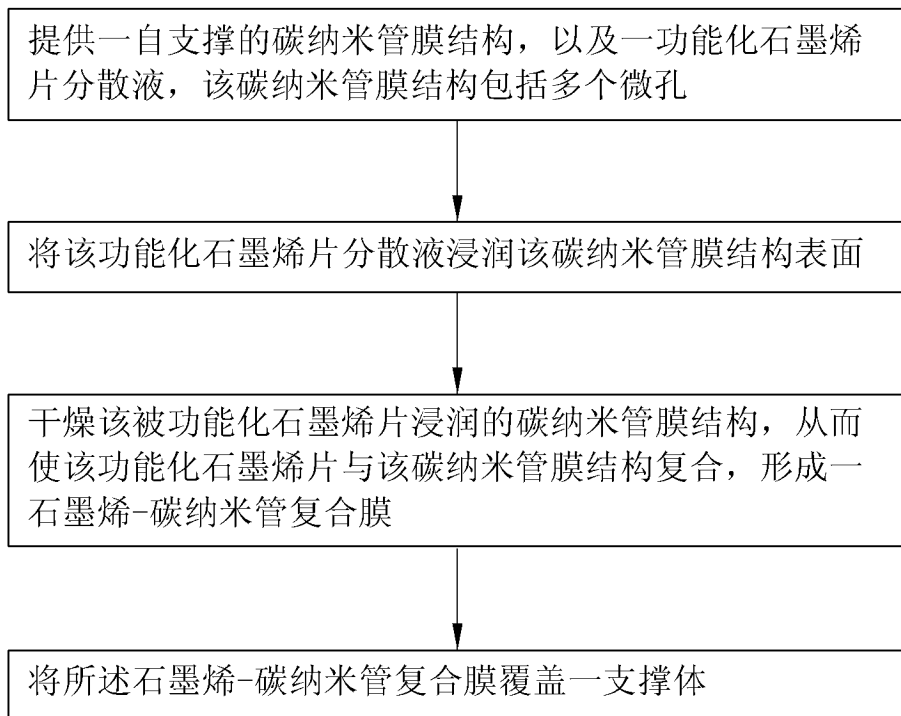 提供一自支撑的碳纳米管膜结构，以及一功能化石墨烯
片分散液，该碳纳米管膜结构包括多个微孔
将该功能化石墨烯片分散液浸润该碳纳米管膜结构表面
干燥该被功能化石墨烯片浸润的碳纳米管膜结构，从而
使该功能化石墨烯片与该碳纳米管膜结构复合，形成一
石墨烯-碳纳米管复合膜
将所述石墨烯-碳纳米管复合膜覆盖一支撑体